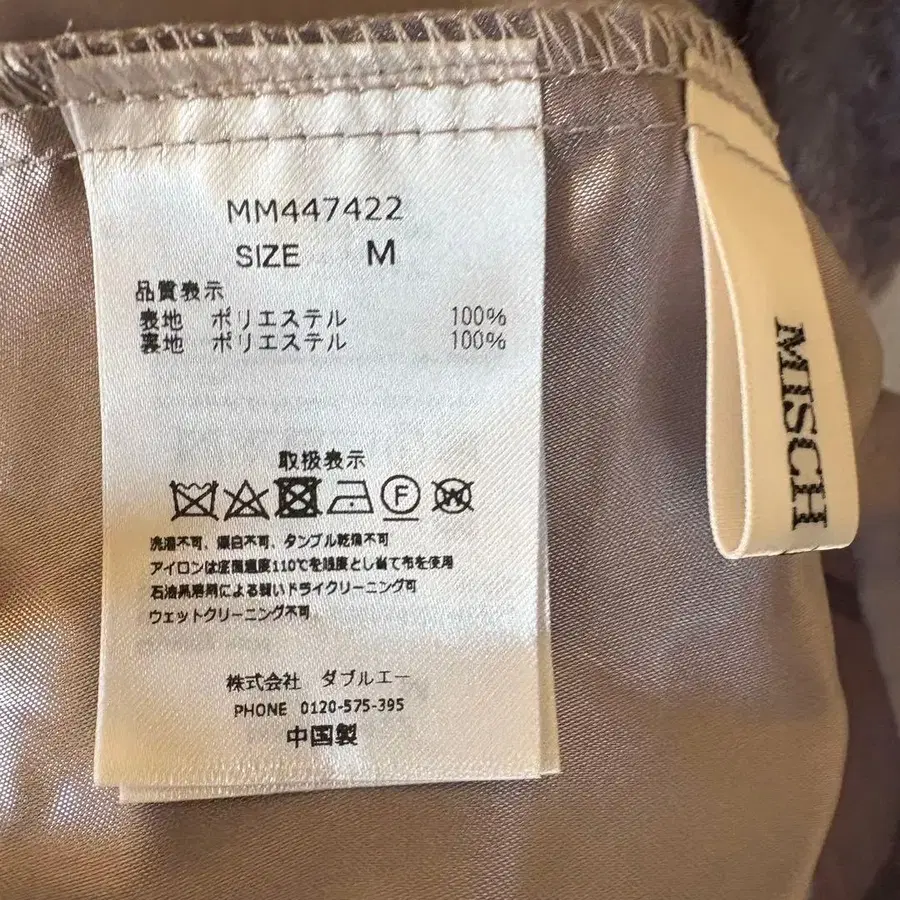 MM447422
SIZE M
品質表示
表地 ポリエステル 100%
裏地 ポリエステル 100%
取扱表示
F
W
洗濯不可、漂白不可、タンブル乾燥不可
アイロンは底面温度110℃を限度とし当て布を使用
石油系溶剤による弱いドライクリーニング可
ウェットクリーニング不可
株式会社 ダブルエー
PHONE 0120-575-395
中国製
MISCH